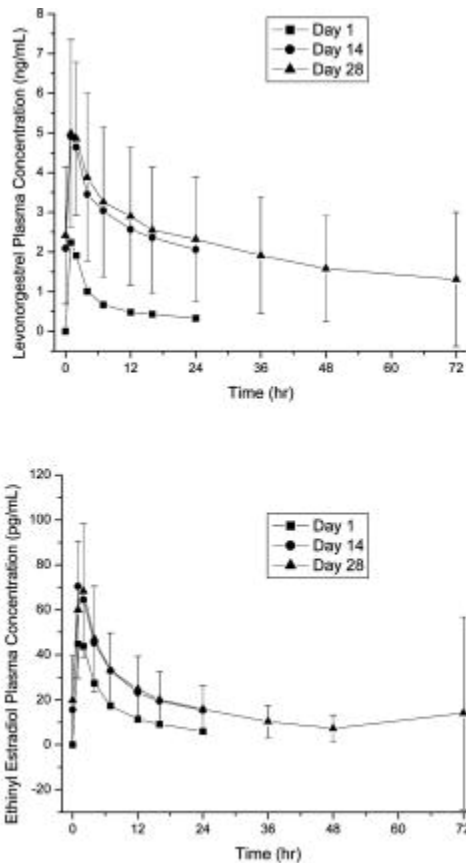 Levonorgestrel Plasma Concentration (ng/mL)
8
7
6
5
4
3
2
1
0
Day 1
Day 14
Day 28
0 12 24 36 48 60 72
Time (hr)
Ethinyl Estradiol Plasma Concentration (pg/mL)
120
100
80
60
40
20
0
-20
Day 1
Day 14
Day 28
0 12 24 36 48 60 72
Time (hr)